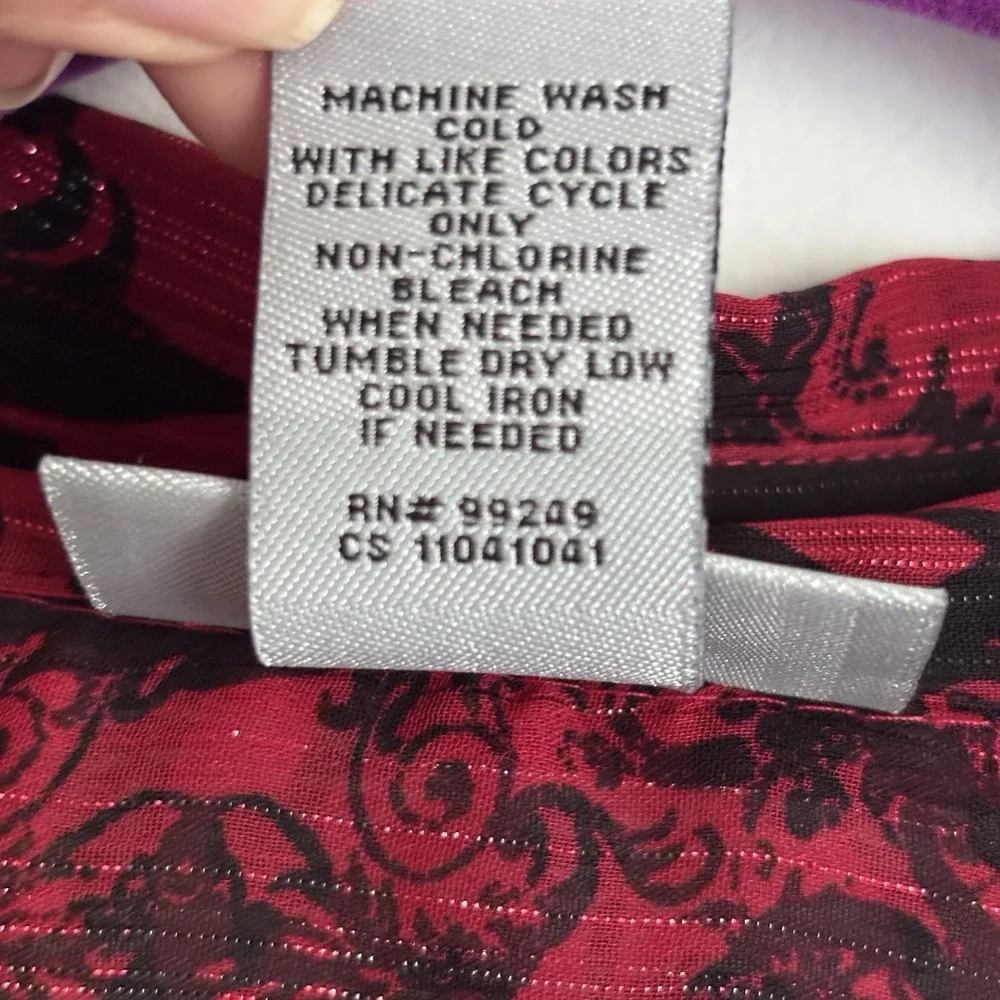 MACHINE WASH
COLD
WITH LIKE COLORS
DELICATE CYCLE
ONLY
NON-CHLORINE
BLEACH
WHEN NEEDED
TUMBLE DRY LOW
COOL IRON
IF NEEDED
RN# 99249
CS 11041041